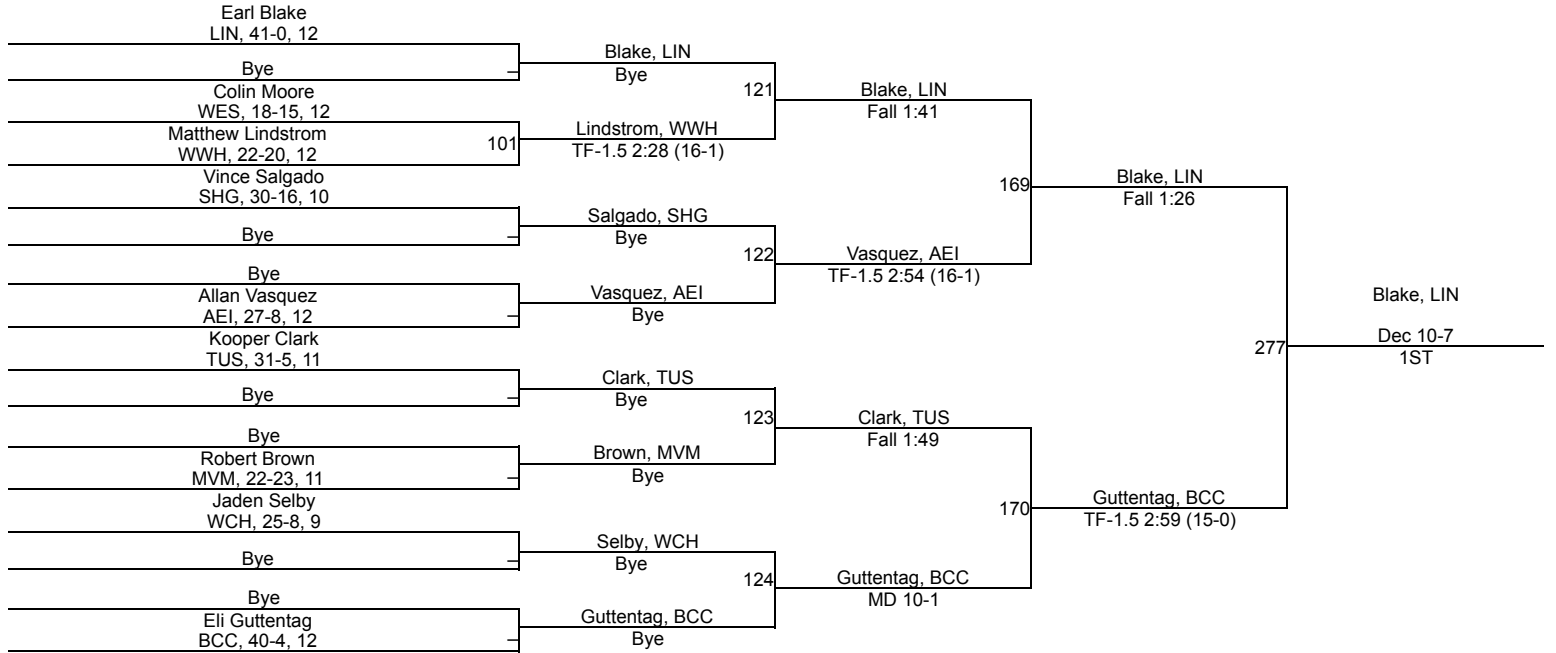 Earl Blake
LIN, 41-0, 12
Bye
Colin Moore
WES, 18-15, 12
Matthew Lindstrom
WWH, 22-20, 12
101
Vince Salgado
SHG, 30-16, 10
Bye
Bye
Allan Vasquez
AEI, 27-8, 12
Kooper Clark
TUS, 31-5, 11
Bye
Bye
Robert Brown
MVM, 22-23, 11
Jaden Selby
WCH, 25-8, 9
Bye
Bye
Eli Guttentag
BCC, 40-4, 12
Blake, LIN
Bye
121
Lindstrom, WWH
TF-1.5 2:28 (16-1)
Salgado, SHG
Bye
122
Vasquez, AEI
Bye
Clark, TUS
Bye
123
Brown, MVM
Bye
Selby, WCH
Bye
124
Guttentag, BCC
Bye
Blake, LIN
Fall 1:41
169
Vasquez, AEI
TF-1.5 2:54 (16-1)
Clark, TUS
Fall 1:49
170
Guttentag, BCC
MD 10-1
Blake, LIN
Fall 1:26
277
Guttentag, BCC
TF-1.5 2:59 (15-0)
Blake, LIN
Dec 10-7
1ST